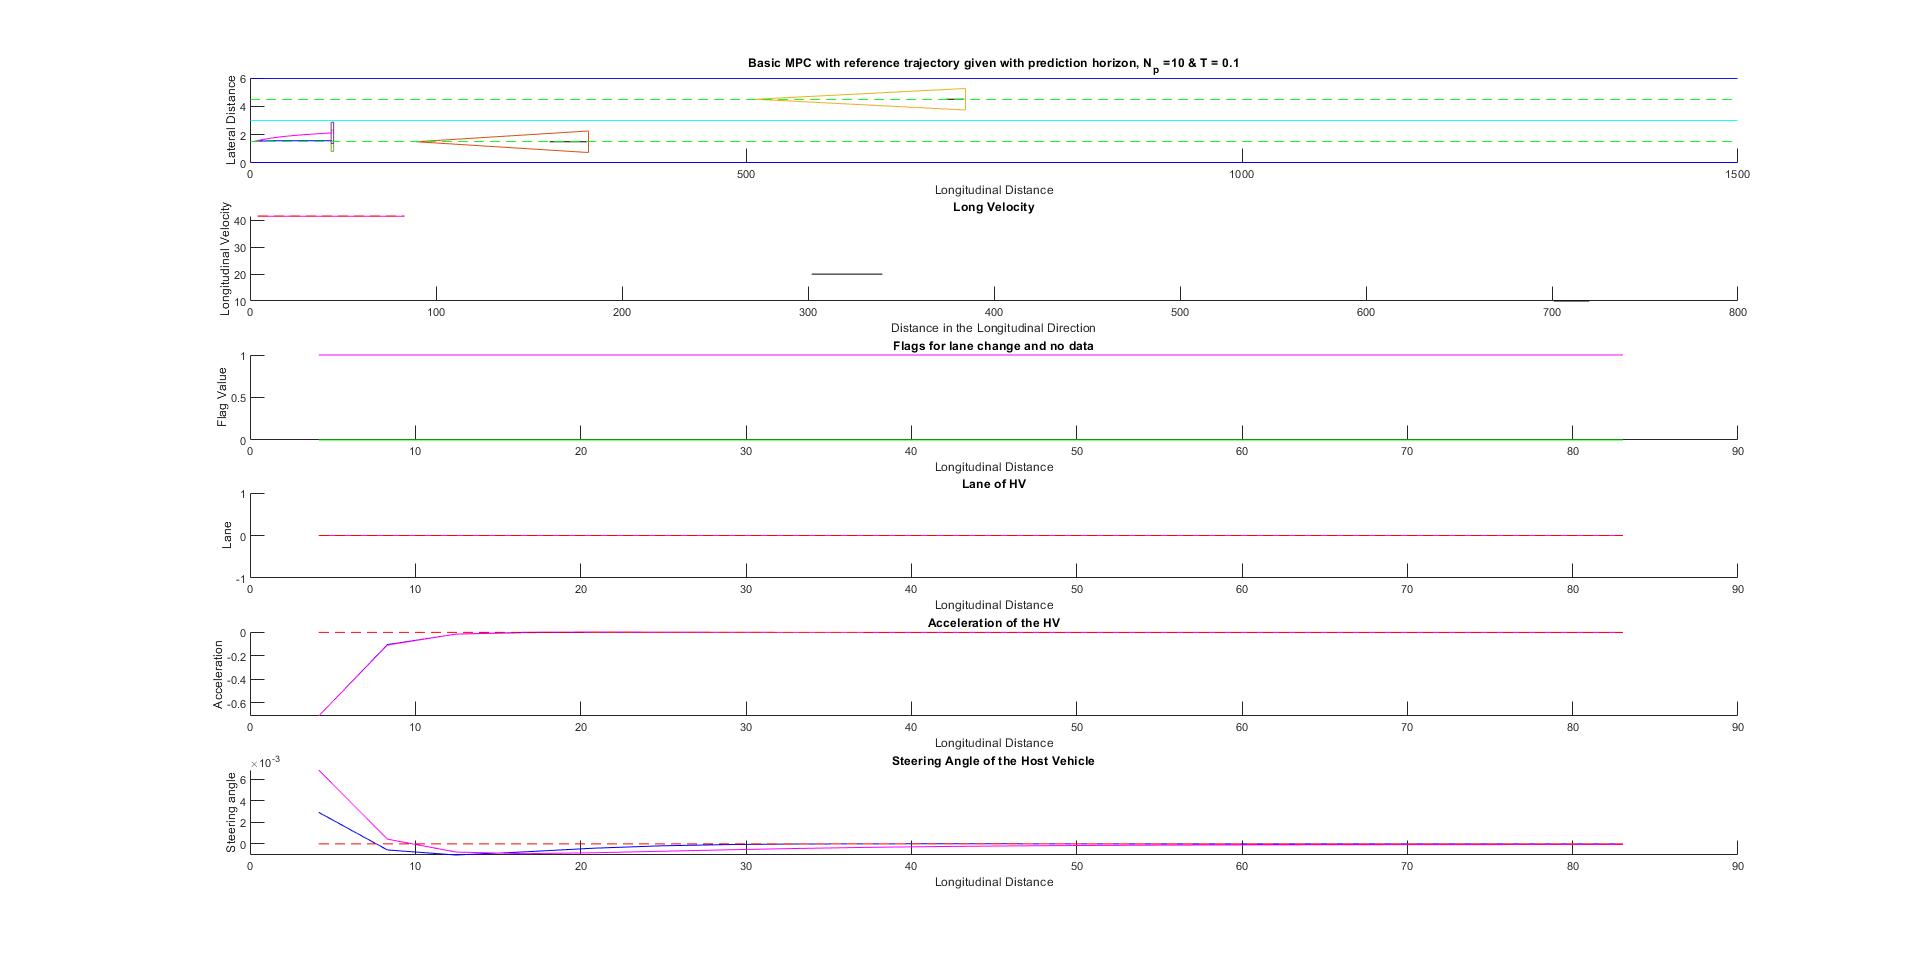 Basic MPC with reference trajectory given with prediction horizon, Np =10 & T = 0.1
Lateral Distance
6
4
2
0
0 500 1000 1500
Longitudinal Distance
Long Velocity
Longitudinal Velocity
40
30
20
10
0 100 200 300 400 500 600 700 800
Distance in the Longitudinal Direction
Flags for lane change and no data
Flag Value
1
0.5
0
0 10 20 30 40 50 60 70 80 90
Longitudinal Distance
Lane of HV
Lane
1
0
-1
0 10 20 30 40 50 60 70 80 90
Longitudinal Distance
Acceleration of the HV
Acceleration
0
-0.2
-0.4
-0.6
0 10 20 30 40 50 60 70 80 90
Longitudinal Distance
Steering Angle of the Host Vehicle
×10-3
Steering angle
6
4
2
0
0 10 20 30 40 50 60 70 80 90
Longitudinal Distance